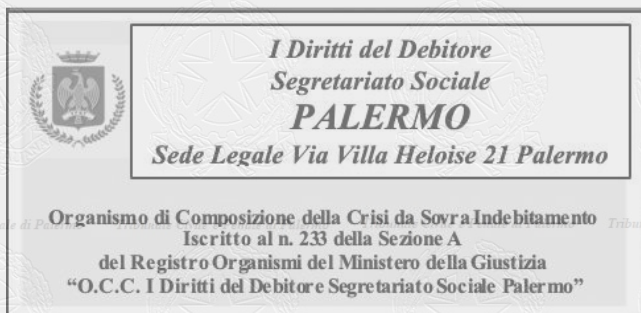 I Diritti del Debitore
Segretariato Sociale
PALERMO
Sede Legale Via Villa Heloise 21 Palermo
Organismo di Composizione della Crisi da Sovra Indebitamento
Iscritto al n. 233 della Sezione A
del Registro Organismi del Ministero della Giustizia
“O.C.C. I Diritti del Debitore Segretariato Sociale Palermo”